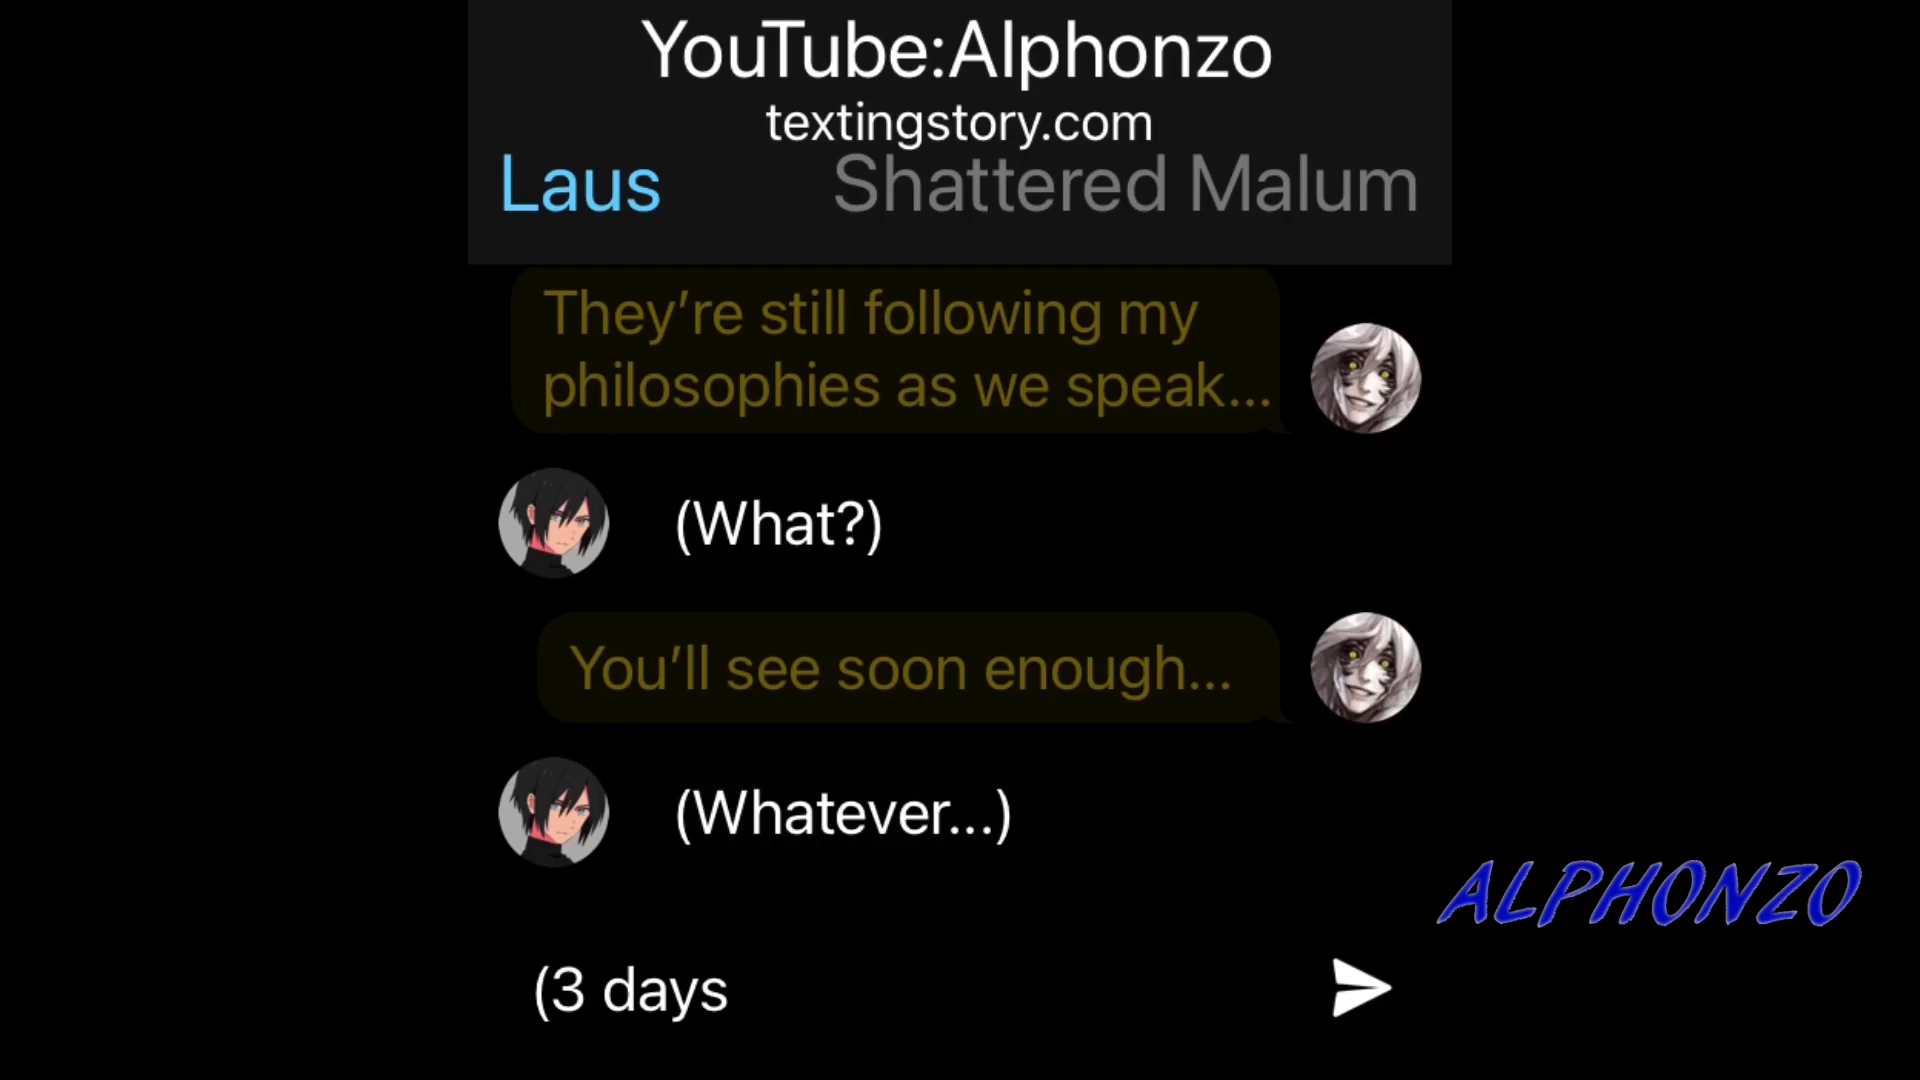 YouTube:Alphonzo
textingstory.com
Laus
Shattered Malum
They’re still following my
philosophies as we speak...
(What?)
You’ll see soon enough...
(Whatever...)
ALPHONZO
(3 days